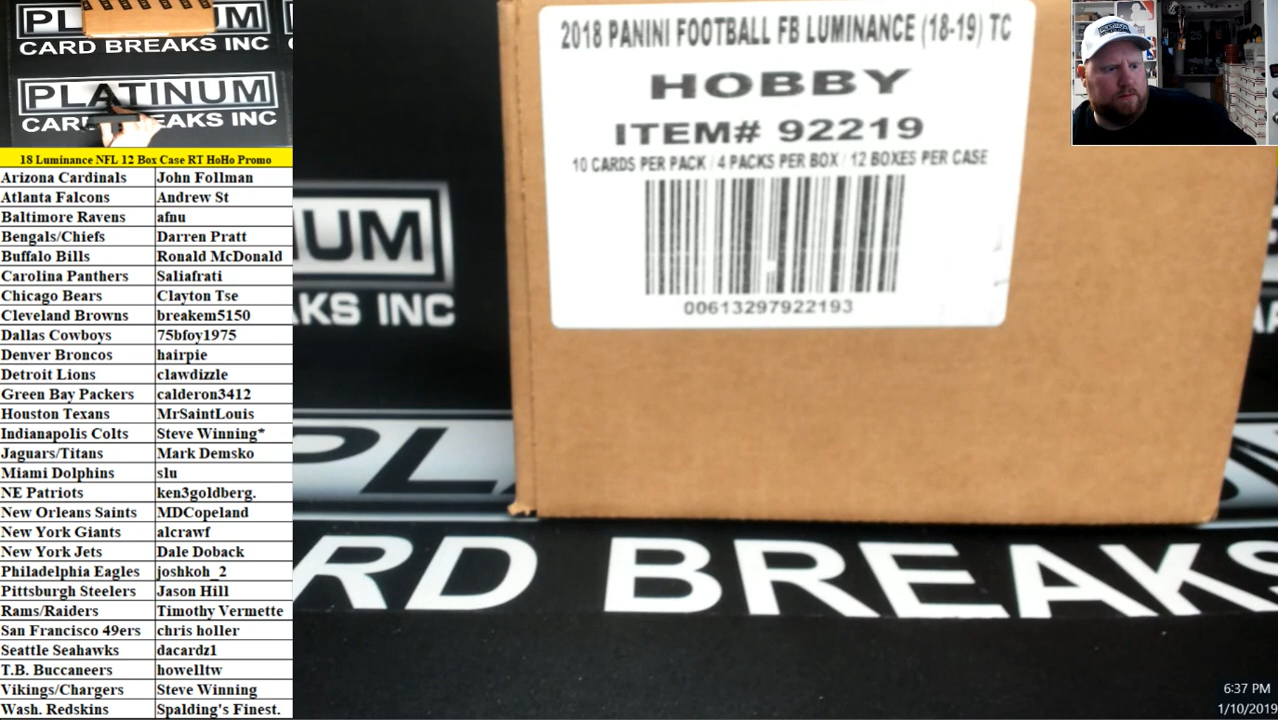 PLATINUM
CARD BREAKS INC
PLATINUM
CARD BREAKS INC
18 Luminance NFL 12 Box Case RT HoHo Promo
Arizona Cardinals John Follman
Atlanta Falcons Andrew St
Baltimore Ravens afnu
Bengals/Chiefs Darren Pratt
Buffalo Bills Ronald McDonald
Carolina Panthers Saliafrati
Chicago Bears Clayton Tse
Cleveland Browns breakem5150
Dallas Cowboys 75bfoy1975
Denver Broncos hairpie
Detroit Lions clawdizzle
Green Bay Packers calderon3412
Houston Texans MrSaintLouis
Indianapolis Colts Steve Winning*
Jaguars/Titans Mark Demsko
Miami Dolphins slu
NE Patriots ken3goldberg.
New Orleans Saints MDCopeland
New York Giants alcrawf
New York Jets Dale Doback
Philadelphia Eagles joshkoh_2
Pittsburgh Steelers Jason Hill
Rams/Raiders Timothy Vermette
San Francisco 49ers chris holler
Seattle Seahawks dacardz1
T.B. Buccaneers howelltw
Vikings/Chargers Steve Winning
Wash. Redskins Spalding's Finest.
2018 PANINI FOOTBALL FB LUMINANCE (18-19) TC
HOBBY
ITEM# 92219
10 CARDS PER PACK / 4 PACKS PER BOX / 12 BOXES PER CASE
00613297922193
UM
KS INC
PL
RD BREAKS
6:37 PM
1/10/2019